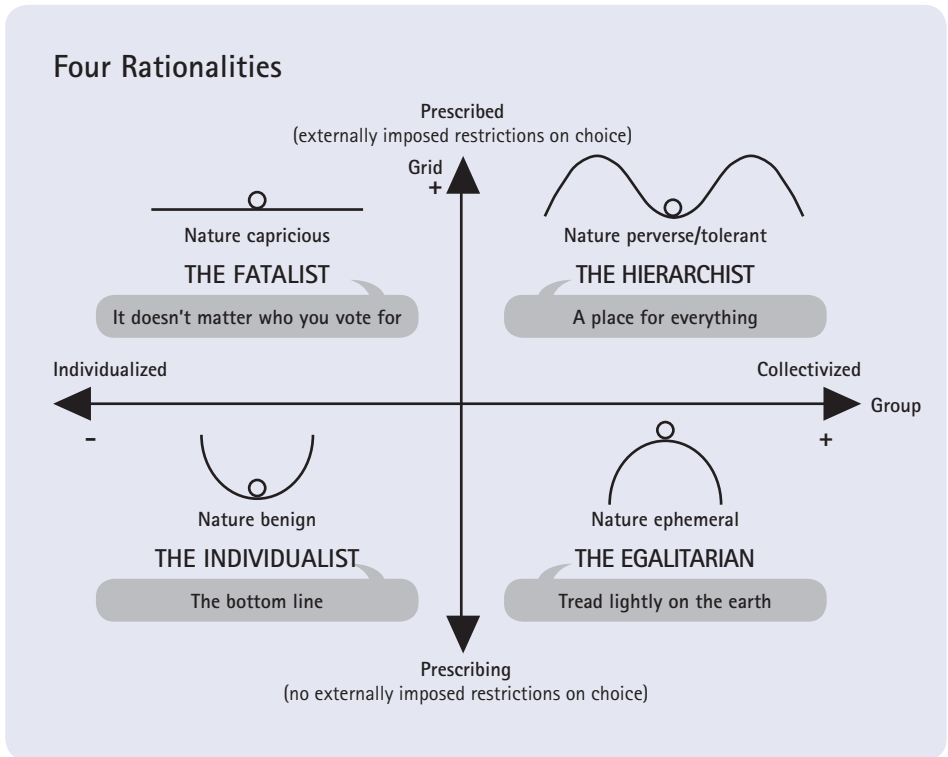 Four Rationalities
Prescribed
(externally imposed restrictions on choice)
Grid
+
Nature capricious
THE FATALIST
It doesn't matter who you vote for
Nature perverse/tolerant
THE HIERARCHIST
A place for everything
Individualized
Collectivized
Group
-
+
Nature benign
THE INDIVIDUALIST
The bottom line
Nature ephemeral
THE EGALITARIAN
Tread lightly on the earth
Prescribing
(no externally imposed restrictions on choice)